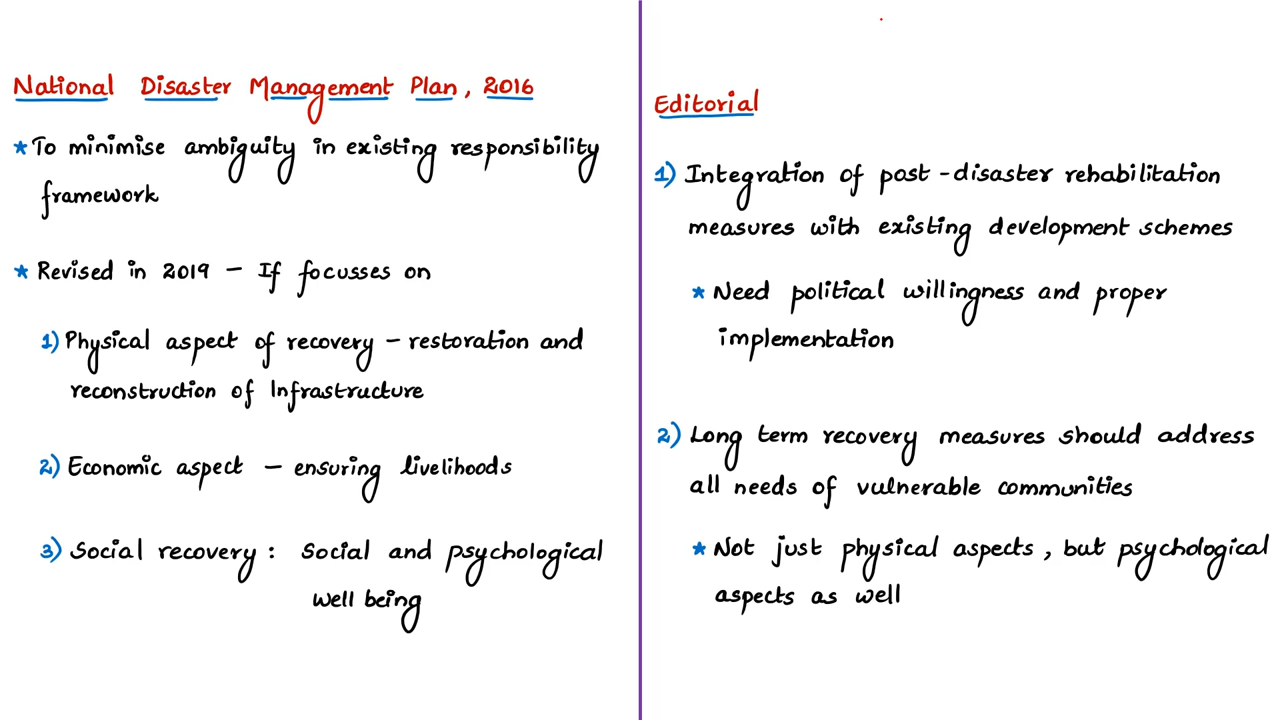 National Disaster Management Plan, 2016
* To minimise ambiguity in existing responsibility
framework
* Revised in 2019 – If focusses on
1) Physical aspect of recovery – restoration and
reconstruction of Infrastructure
2) Economic aspect – ensuring livelihoods
3) Social recovery : Social and psychological
well being
Editorial
1) Integration of post-disaster rehabilitation
measures with existing development schemes
* Need political willingness and proper
implementation
2) Long term recovery measures should address
all needs of vulnerable communities
* Not just physical aspects, but psychological
aspects as well